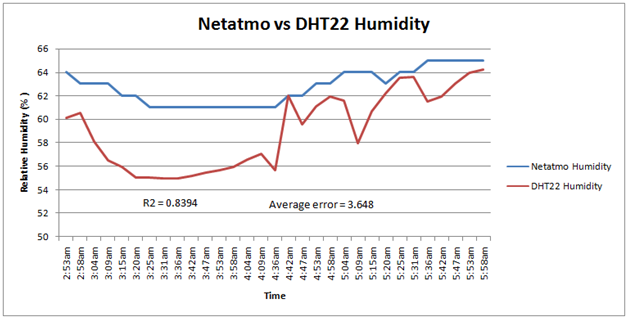 Netatmo vs DHT22 Humidity
66
64
62
60
58
56
54
52
50
Relative Humidity (% )
R2 = 0.8394
Average error = 3.648
Netatmo Humidity
DHT22 Humidity
2:53am
2:58am
3:04am
3:09am
3:15am
3:20am
3:25am
3:31am
3:36am
3:42am
3:47am
3:53am
3:58am
4:04am
4:09am
4:36am
4:42am
4:47am
4:53am
4:58am
5:04am
5:09am
5:15am
5:20am
5:25am
5:31am
5:36am
5:42am
5:47am
5:53am
5:58am
Time